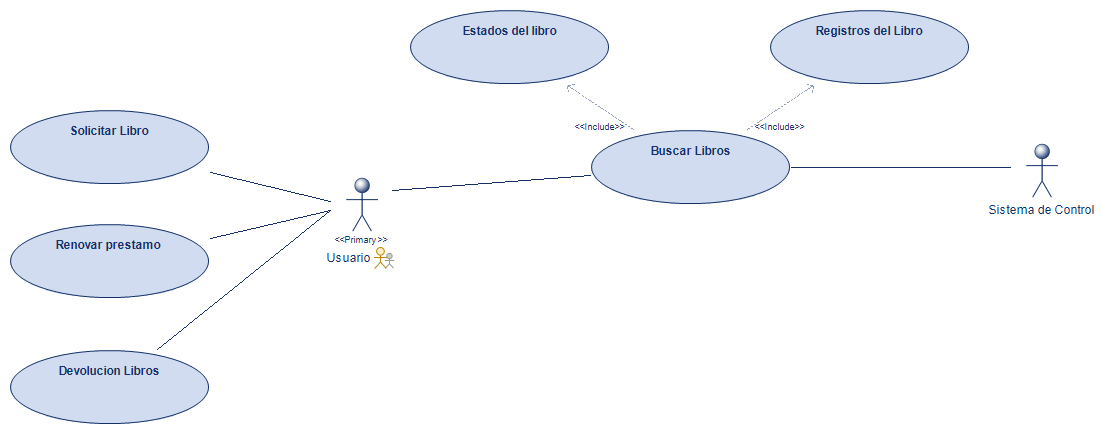 Estados del libro
Registros del Libro
<<Include>>
<<Include>>
Solicitar Libro
Buscar Libros
Sistema de Control
Renovar prestamo
<<Primary>>
Usuario
Devolucion Libros